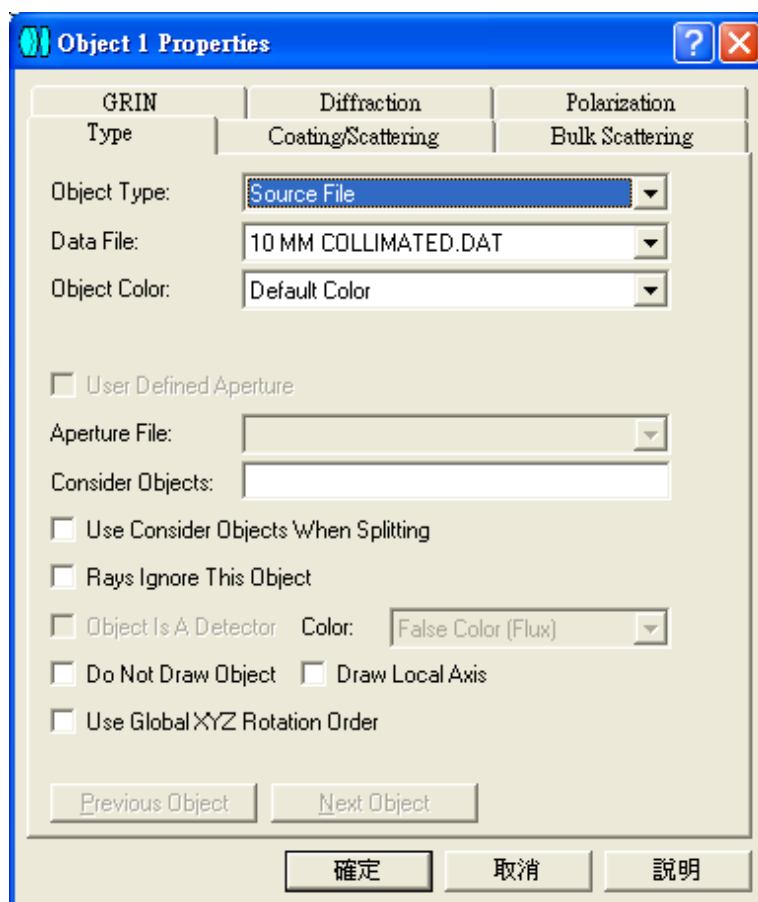 Object 1 Properties
GRIN Diffraction Polarization
Type Coating/Scattering Bulk Scattering
Object Type: Source File
Data File: 10 MM COLLIMATED.DAT
Object Color: Default Color
User Defined Aperture
Aperture File:
Consider Objects:
Use Consider Objects When Splitting
Rays Ignore This Object
Object Is A Detector Color: False Color (Flux)
Do Not Draw Object Draw Local Axis
Use Global XYZ Rotation Order
Previous Object Next Object
確定 取消 說明